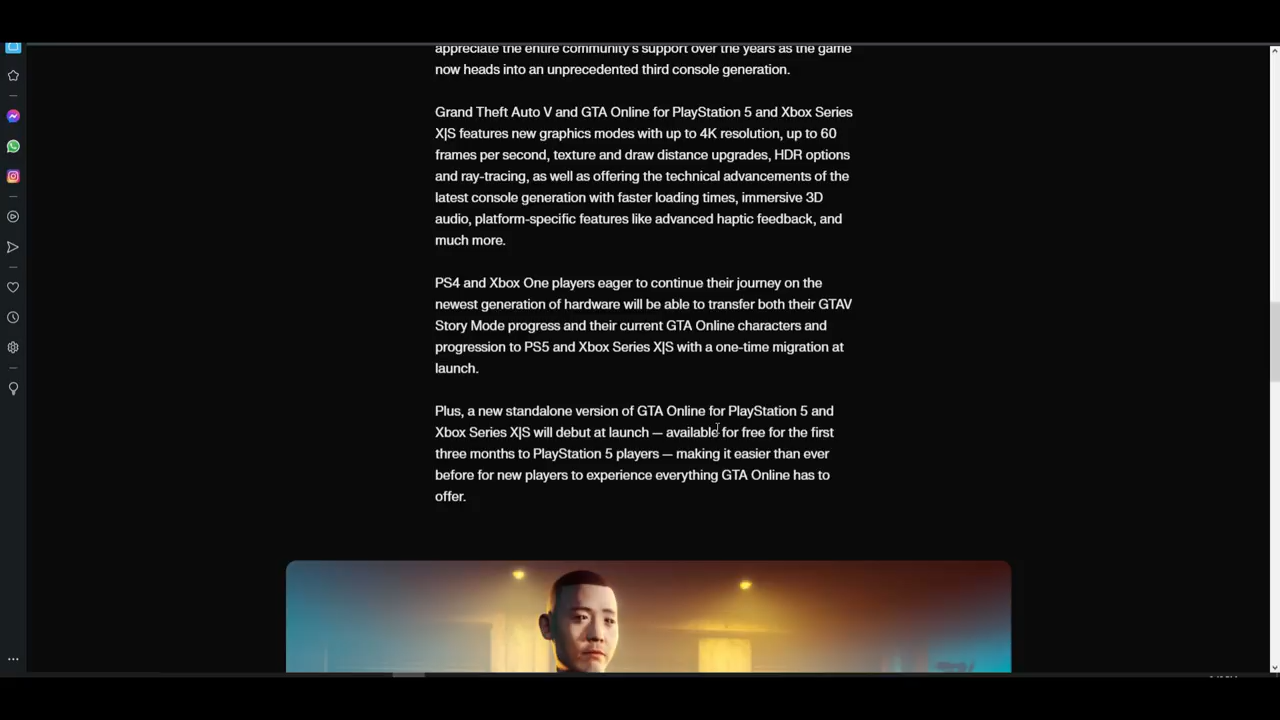 appreciate the entire community's support over the years as the game
now heads into an unprecedented third console generation.
Grand Theft Auto V and GTA Online for PlayStation 5 and Xbox Series
X|S features new graphics modes with up to 4K resolution, up to 60
frames per second, texture and draw distance upgrades, HDR options
and ray-tracing, as well as offering the technical advancements of the
latest console generation with faster loading times, immersive 3D
audio, platform-specific features like advanced haptic feedback, and
much more.
PS4 and Xbox One players eager to continue their journey on the
newest generation of hardware will be able to transfer both their GTAV
Story Mode progress and their current GTA Online characters and
progression to PS5 and Xbox Series X|S with a one-time migration at
launch.
Plus, a new standalone version of GTA Online for PlayStation 5 and
Xbox Series X|S will debut at launch — available for free for the first
three months to PlayStation 5 players — making it easier than ever
before for new players to experience everything GTA Online has to
offer.